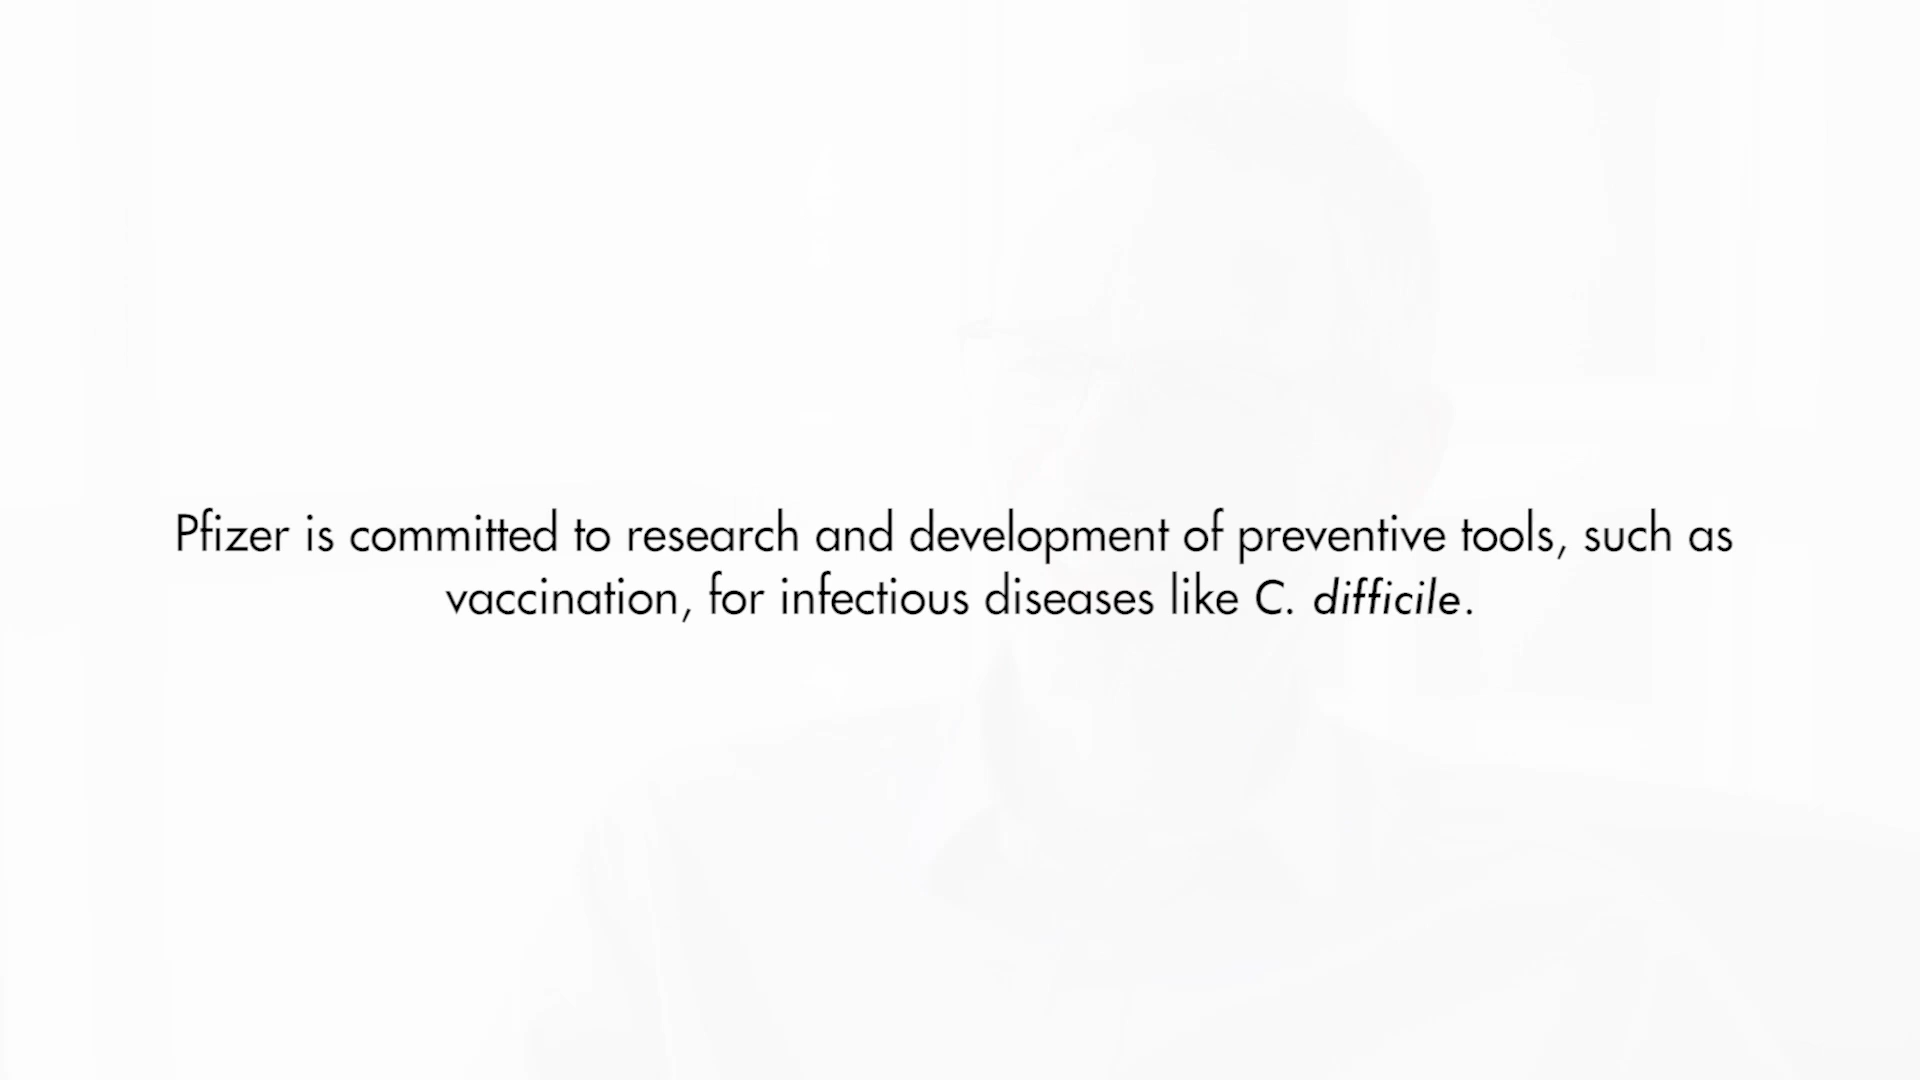 Pfizer is committed to research and development of preventive tools, such as
vaccination, for infectious diseases like C. difficile.